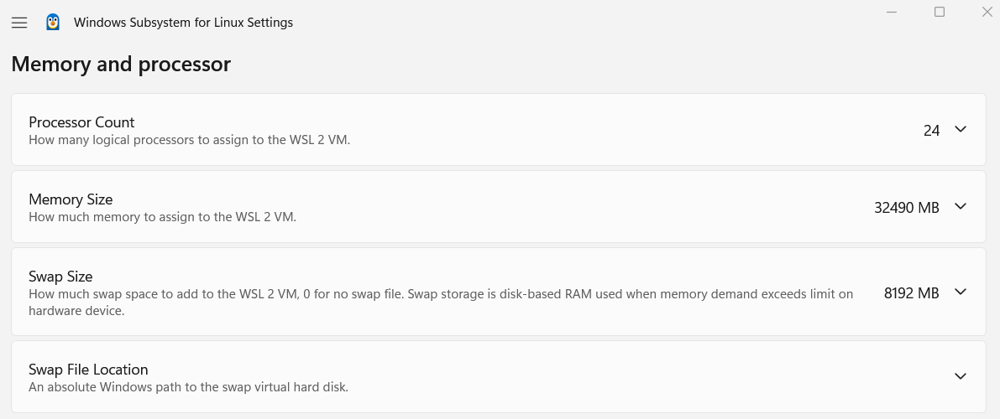 Windows Subsystem for Linux Settings
Memory and processor
Processor Count
How many logical processors to assign to the WSL 2 VM.
24
Memory Size
How much memory to assign to the WSL 2 VM.
32490 MB
Swap Size
How much swap space to add to the WSL 2 VM, 0 for no swap file. Swap storage is disk-based RAM used when memory demand exceeds limit on
hardware device.
8192 MB
Swap File Location
An absolute Windows path to the swap virtual hard disk.